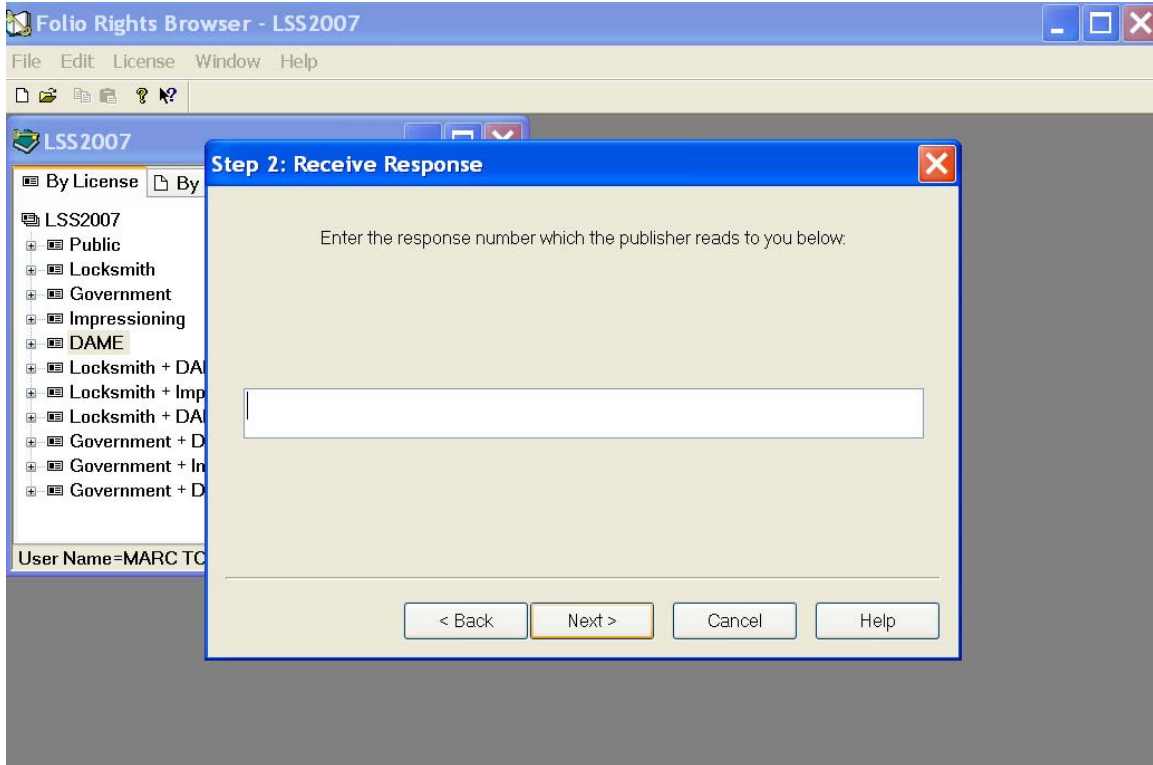 Folio Rights Browser - LSS2007
File Edit License Window Help
LSS2007
By License By
LSS2007
Public
Locksmith
Government
Impressioning
DAME
Locksmith + DA
Locksmith + Imp
Locksmith + DA
Government + D
Government + In
Government + D
User Name=MARC TO
Step 2: Receive Response
Enter the response number which the publisher reads to you below:
< Back Next > Cancel Help